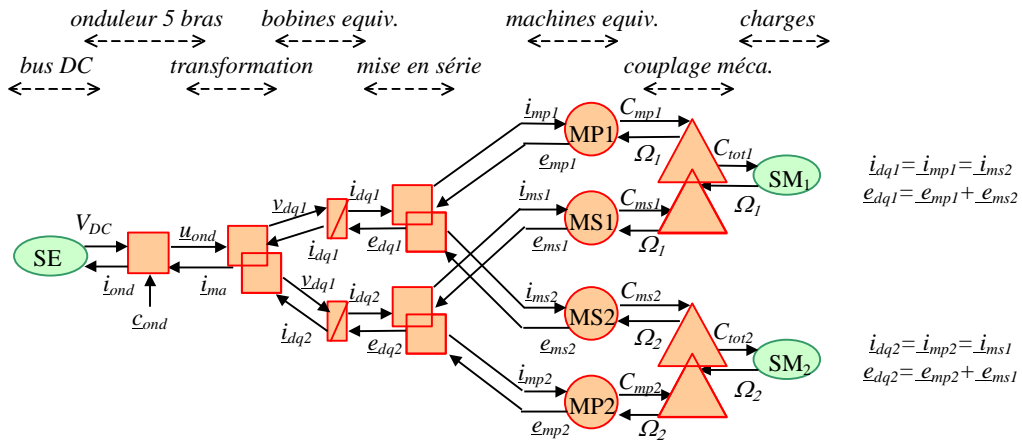 onduleur 5 bras bobines equiv. machines equiv. charges
bus DC transformation mise en série couplage méca.
i_mp1 MP1 C_mp1
e_mp1 Ω1 C_tot1
SM1
i_dq1= i_mp1= i_ms2
e_dq1= e_mp1+ e_ms2
i_dq1 i_ms1 MS1 C_ms1 Ω1
v_dq1
e_dq1 e_ms1 Ω1
i_dq1
V_DC u_ond
SE
i_ond i_ma
c_ond
v_dq1 i_dq2 i_ms2 MS2 C_ms2
i_dq2 e_dq2 e_ms2 Ω2 C_tot2
SM2
i_dq2= i_mp2= i_ms1
e_dq2= e_mp2+ e_ms1
i_mp2 MP2 C_mp2 Ω2
e_mp2 Ω2